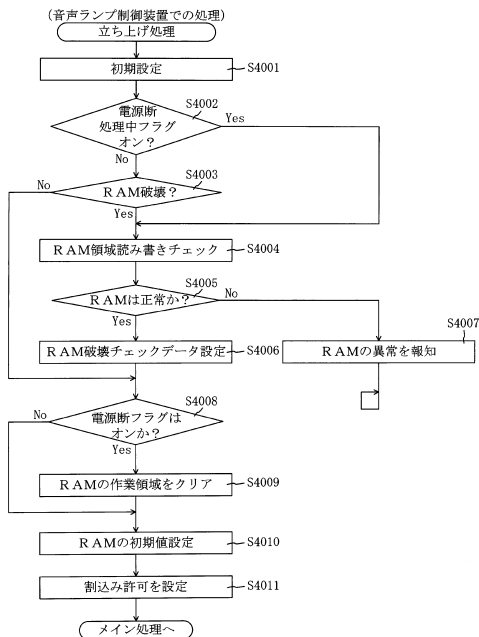 (音声ランプ制御装置での処理)
立ち上げ処理
初期設定
S4001
電源断
処理中フラグ
オン?
S4002
Yes
No
RAM破壊?
S4003
No
Yes
RAM領域読み書きチェック
S4004
RAMは正常か?
S4005
No
Yes
RAM破壊チェックデータ設定
S4006
RAMの異常を報知
S4007
電源断フラグは
オンか?
S4008
No
Yes
RAMの作業領域をクリア
S4009
RAMの初期値設定
S4010
割込み許可を設定
S4011
メイン処理へ